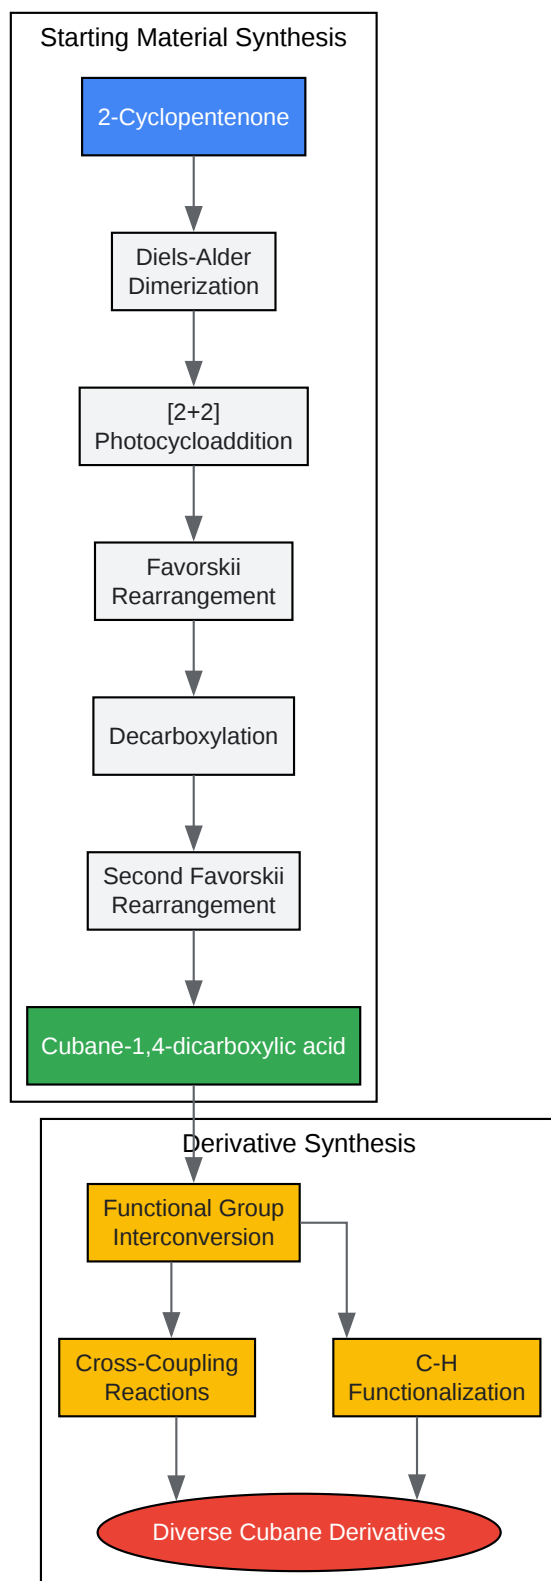 Starting Material Synthesis
2-Cyclopentenone
Diels-Alder
Dimerization
[2+2]
Photocycloaddition
Favorskii
Rearrangement
Decarboxylation
Second Favorskii
Rearrangement
Cubane-1,4-dicarboxylic acid
Derivative Synthesis
Functional Group
Interconversion
Cross-Coupling
Reactions
C-H
Functionalization
Diverse Cubane Derivatives